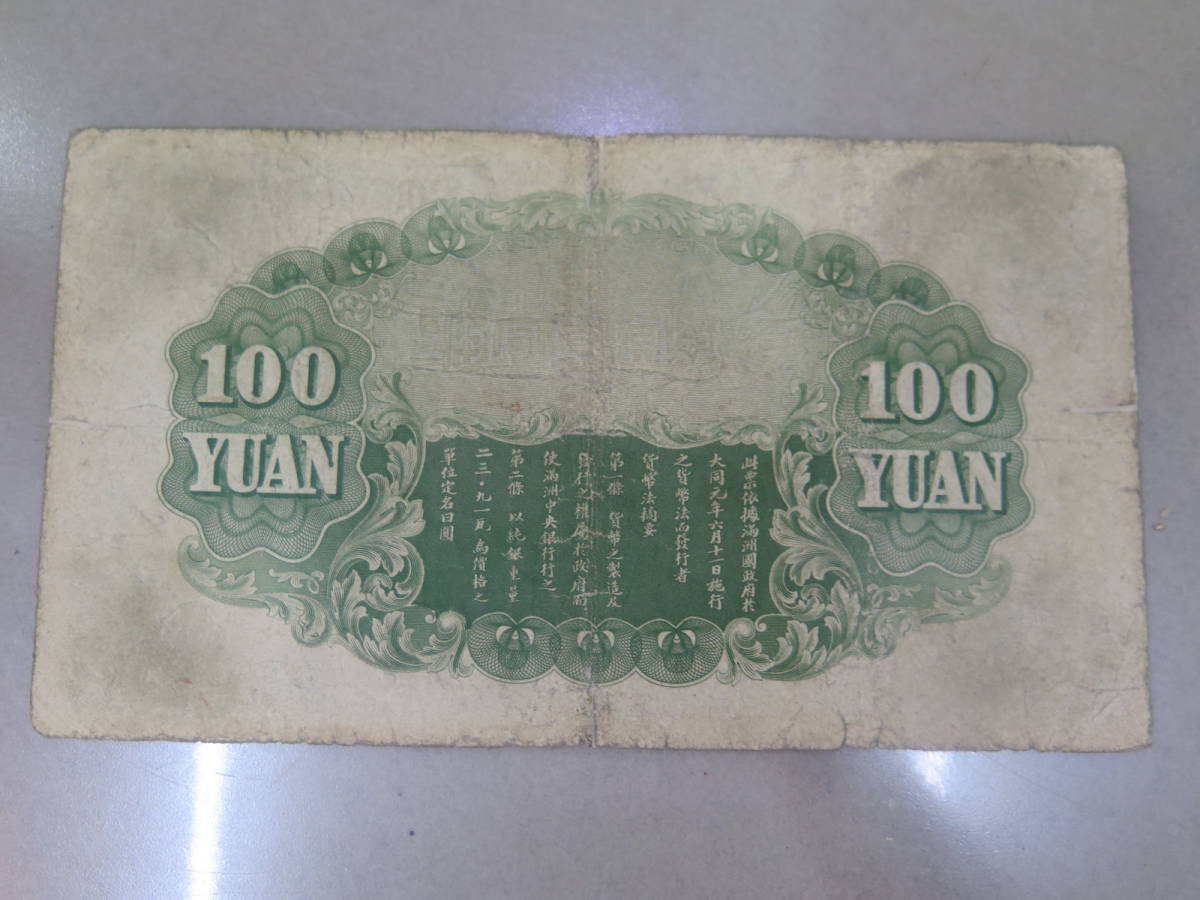 100
YUAN
100
YUAN
此票依據滿洲國政府於
大同元年六月十一日施行
之貨幣法而發行者
貨幣法摘要
第一條 貨幣之製造及
發行之權屬於政府而
使滿洲中央銀行行之
第二條 以純銀重量
二三・九一瓦爲價格之
單位定名曰圓